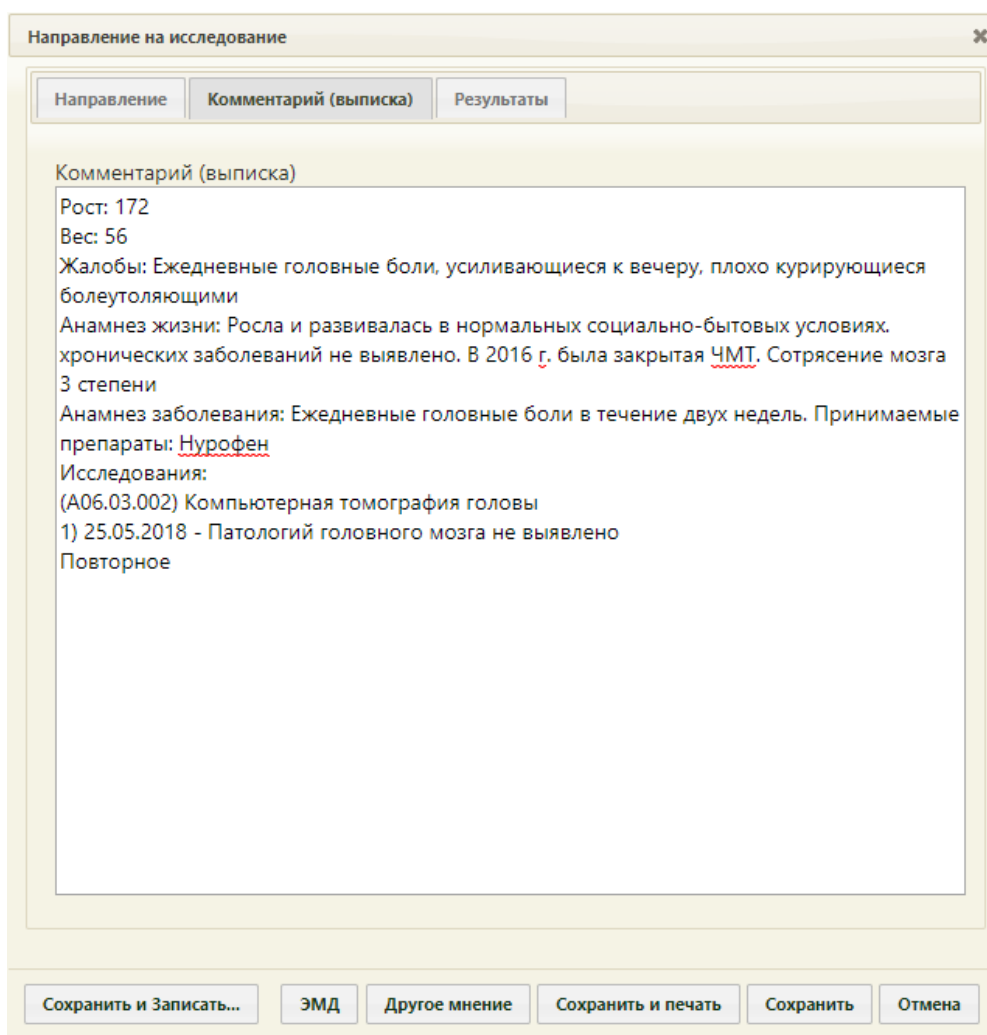 Направление на исследование
Направление Комментарий (выписка) Результаты
Комментарий (выписка)
Рост: 172
Вес: 56
Жалобы: Ежедневные головные боли, усиливающиеся к вечеру, плохо курирующиеся
болеутоляющими
Анамнез жизни: Росла и развивалась в нормальных социально-бытовых условиях.
хронических заболеваний не выявлено. В 2016 г. была закрытая ЧМТ. Сотрясение мозга
3 степени
Анамнез заболевания: Ежедневные головные боли в течение двух недель. Принимаемые
препараты: Нурофен
Исследования:
(A06.03.002) Компьютерная томография головы
1) 25.05.2018 - Патологий головного мозга не выявлено
Повторное
Сохранить и Записать... ЭМД Другое мнение Сохранить и печать Сохранить Отмена